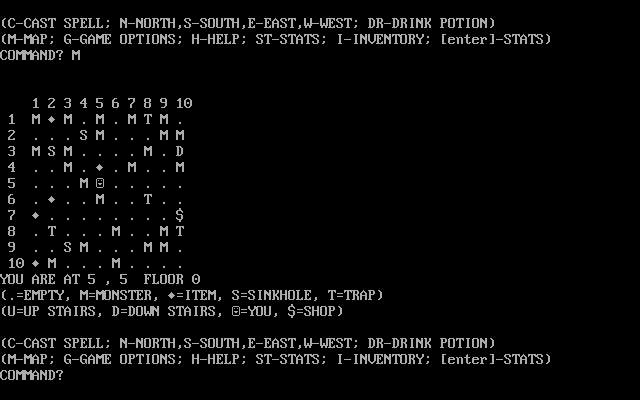 (C-CAST SPELL; N-NORTH,S-SOUTH,E-EAST,W-WEST; DR-DRINK POTION)
(M-MAP; G-GAME OPTIONS; H-HELP; ST-STATS; I-INVENTORY; [enter]-STATS)
COMMAND? M
1 2 3 4 5 6 7 8 9 10
1 M ♦ M . M . M T M .
2 . . . S M . . . M M
3 M S M . . . . M . D
4 . . M . ♦ . M . . M
5 . . . M ☺ . . . . .
6 . ♦ . . M . . T . .
7 ♦ . . . . . . . . $
8 . T . . . M . . M T
9 . . S M . . . M M .
10 ♦ M . . . M . . . .
YOU ARE AT 5 , 5 FLOOR 0
(.=EMPTY, M=MONSTER, ♦=ITEM, S=SINKHOLE, T=TRAP)
(U=UP STAIRS, D=DOWN STAIRS, ☺=YOU, $=SHOP)
(C-CAST SPELL; N-NORTH,S-SOUTH,E-EAST,W-WEST; DR-DRINK POTION)
(M-MAP; G-GAME OPTIONS; H-HELP; ST-STATS; I-INVENTORY; [enter]-STATS)
COMMAND?